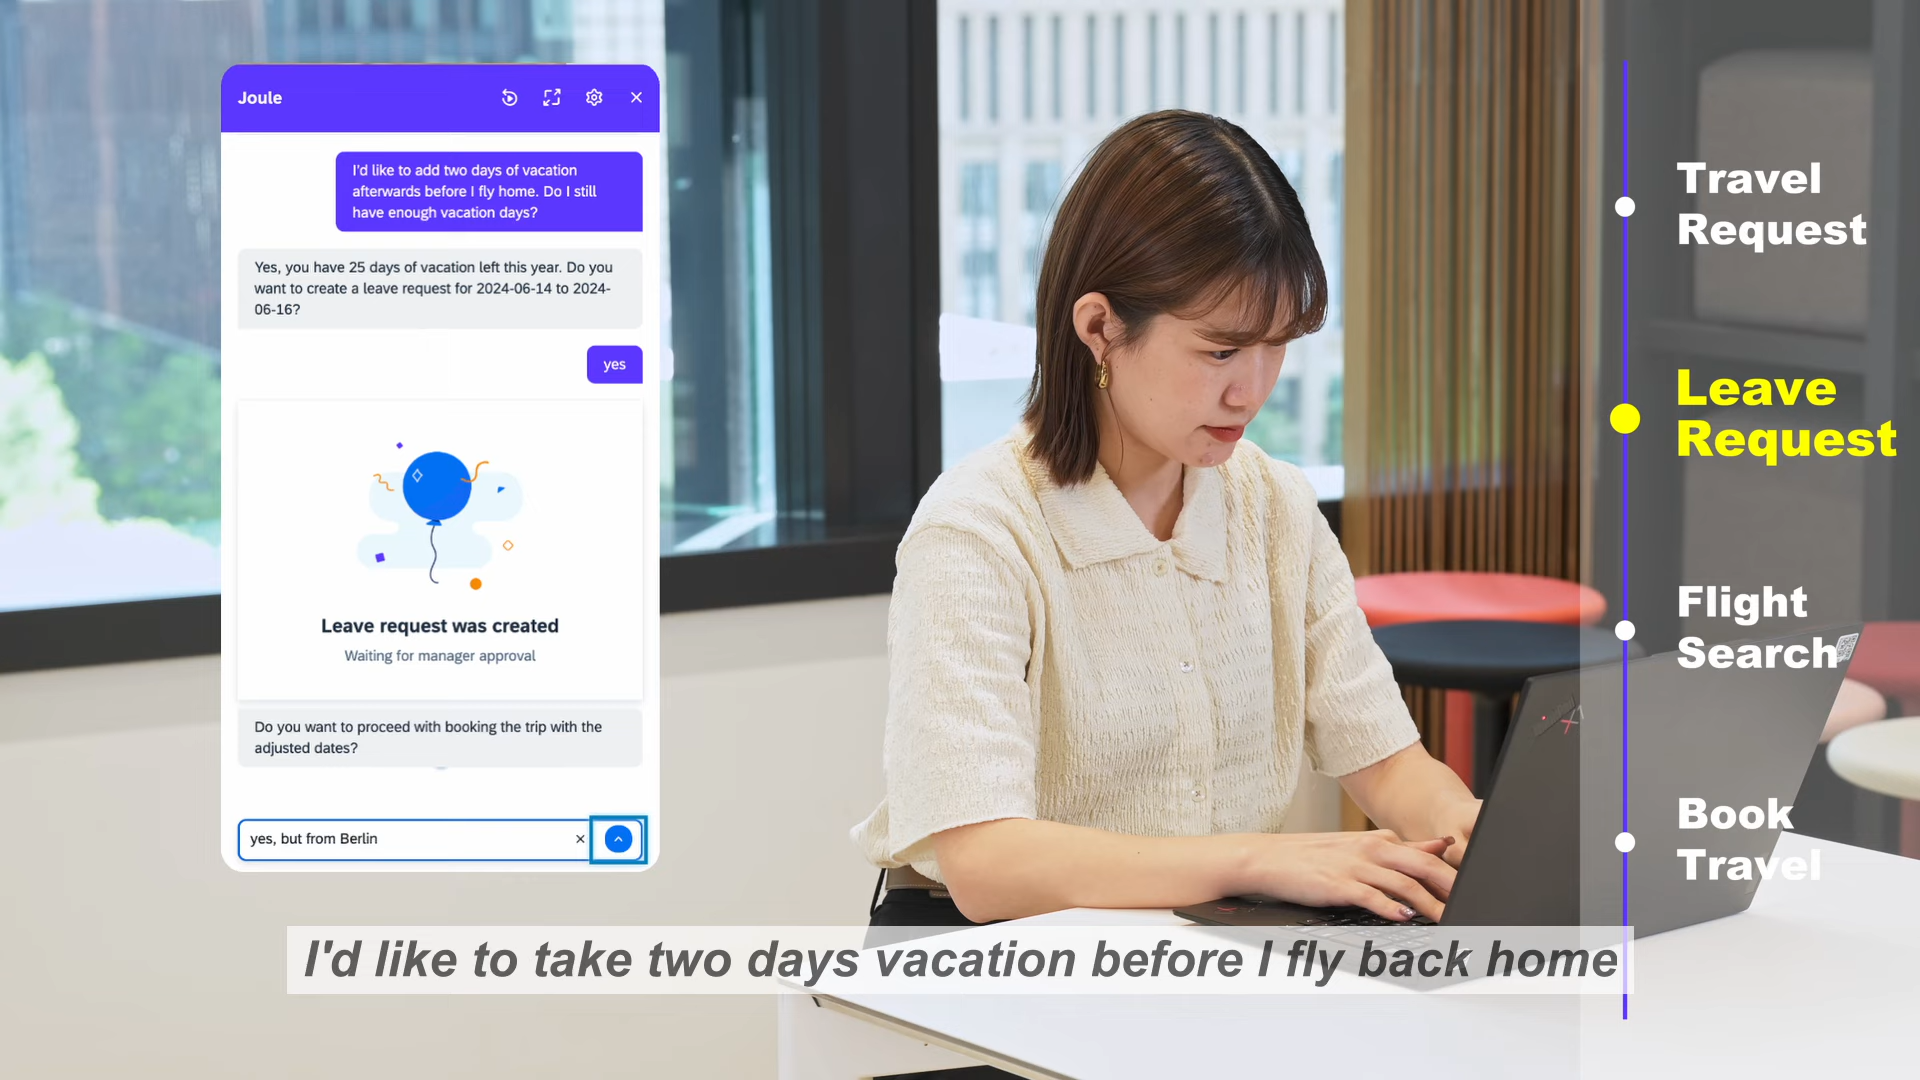 Joule
I'd like to add two days of vacation
afterwards before I fly home. Do I still
have enough vacation days?
Yes, you have 25 days of vacation left this year. Do you
want to create a leave request for 2024-06-14 to 2024-
06-16?
yes
Leave request was created
Waiting for manager approval
Do you want to proceed with booking the trip with the
adjusted dates?
yes, but from Berlin
Travel
Request
Leave
Request
Flight
Search
Book
Travel
I'd like to take two days vacation before I fly back home